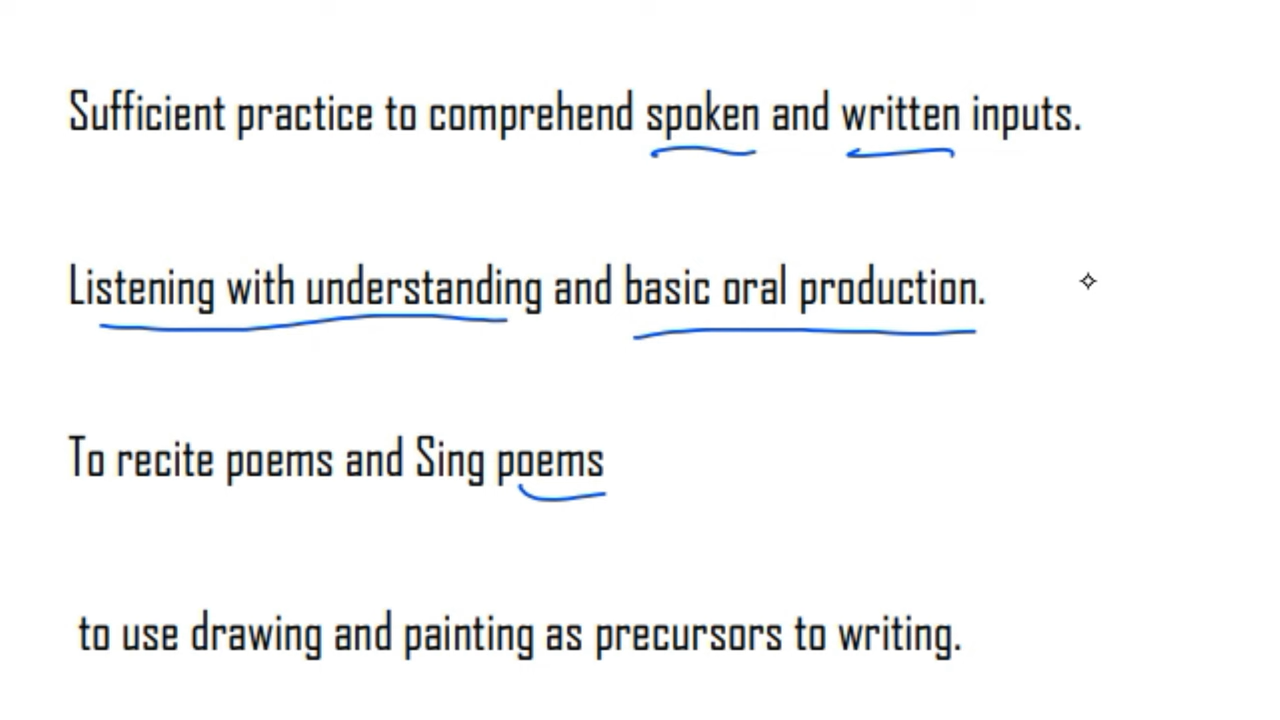 Sufficient practice to comprehend spoken and written inputs.
Listening with understanding and basic oral production.
To recite poems and Sing poems
to use drawing and painting as precursors to writing.